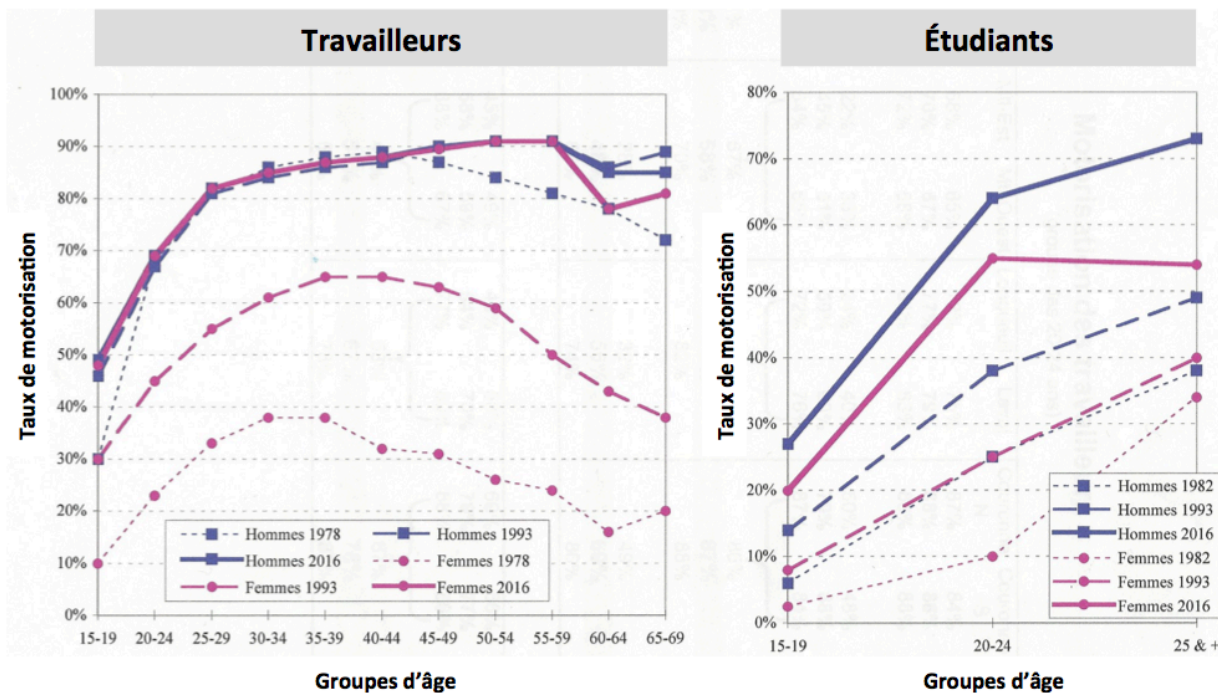 Travailleurs
Étudiants
100%
90%
80%
70%
60%
50%
40%
30%
20%
10%
0%
Taux de motorisation
15-19
20-24
25-29
30-34
35-39
40-44
45-49
50-54
55-59
60-64
65-69
Groupes d’âge
Hommes 1978
Hommes 1993
Hommes 2016
Femmes 1978
Femmes 1993
Femmes 2016
80%
70%
60%
50%
40%
30%
20%
10%
0%
Taux de motorisation
15-19
20-24
25 & +
Groupes d’âge
Hommes 1982
Hommes 1993
Hommes 2016
Femmes 1982
Femmes 1993
Femmes 2016